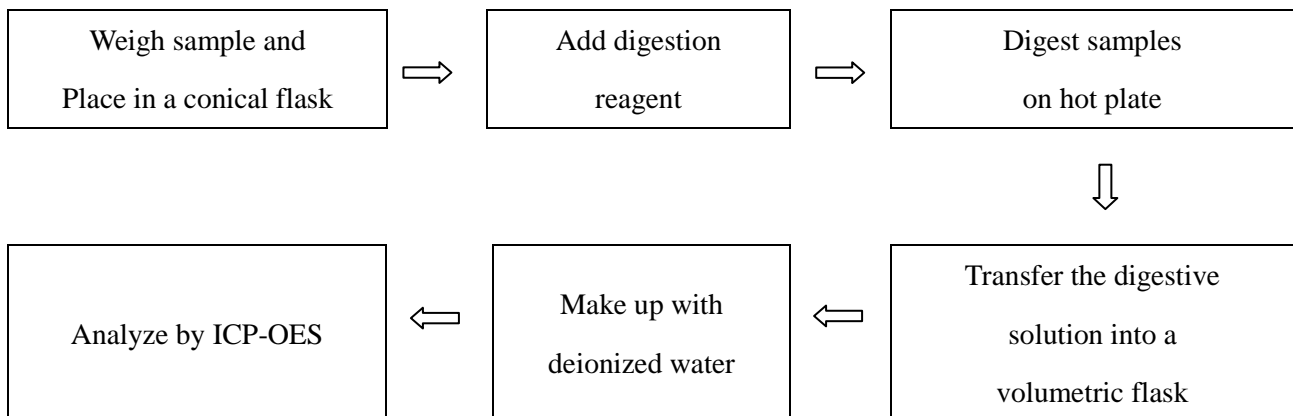 Weigh sample and
Place in a conical flask
Add digestion
reagent
Digest samples
on hot plate
Transfer the digestive
solution into a
volumetric flask
Make up with
deionized water
Analyze by ICP-OES